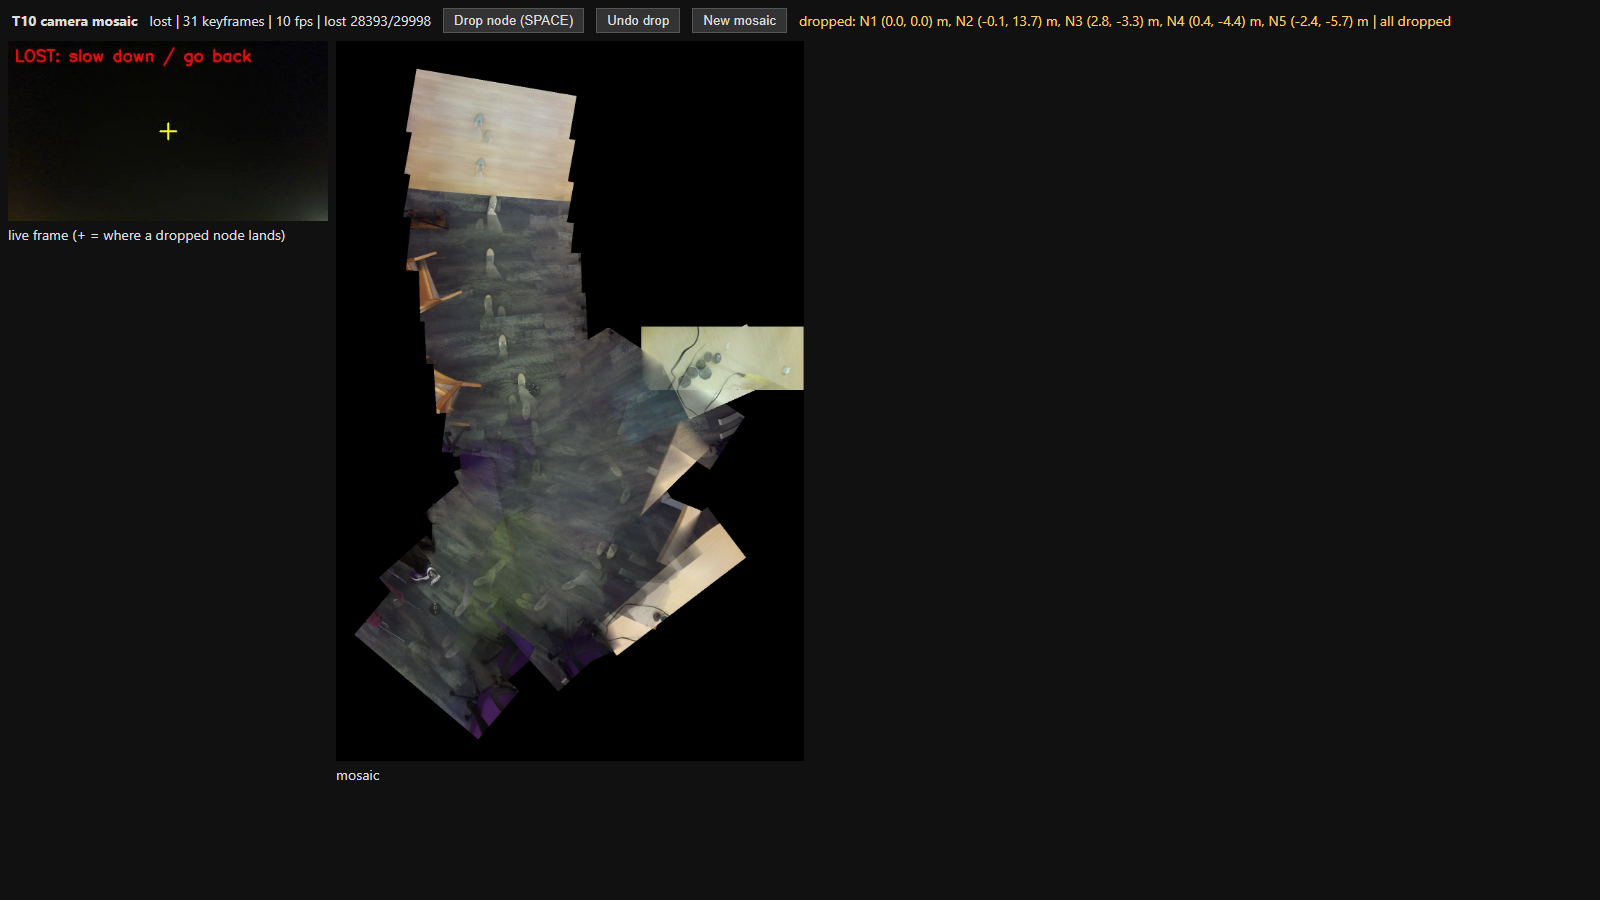 T10 camera mosaic lost | 31 keyframes | 10 fps | lost 28393/29998 Drop node (SPACE) Undo drop New mosaic dropped: N1 (0.0, 0.0) m, N2 (-0.1, 13.7) m, N3 (2.8, -3.3) m, N4 (0.4, -4.4) m, N5 (-2.4, -5.7) m | all dropped
LOST: slow down / go back
live frame (+ = where a dropped node lands)
mosaic